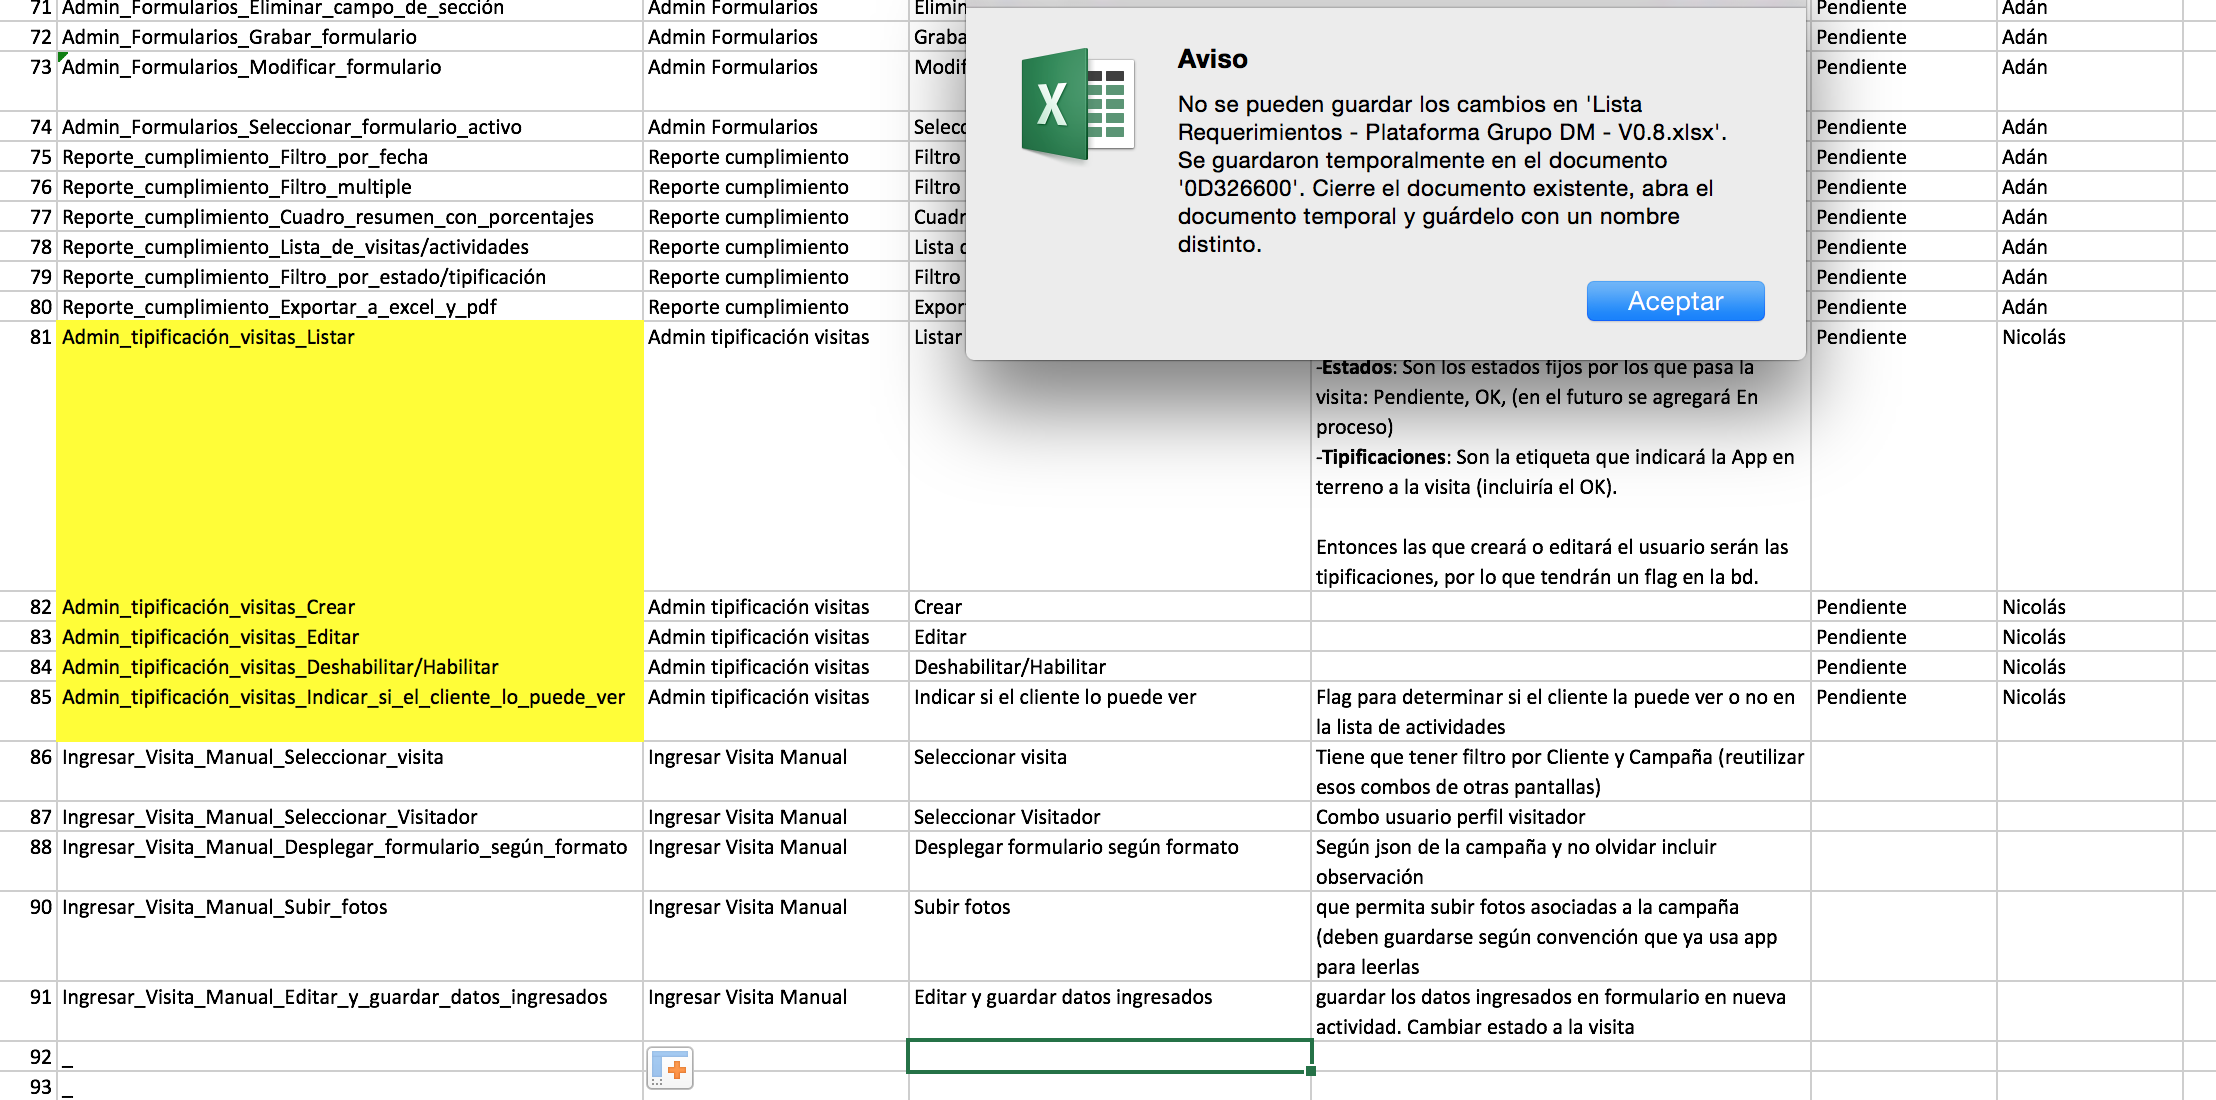 71 Admin_Formularios_Eliminar_campo_de_sección Admin Formularios Pendiente Adán
72 Admin_Formularios_Grabar_formulario Admin Formularios Graba Pendiente Adán
73 Admin_Formularios_Modificar_formulario Admin Formularios Modif Pendiente Adán
74 Admin_Formularios_Seleccionar_formulario_activo Admin Formularios Selecc Pendiente Adán
75 Reporte_cumplimiento_Filtro_por_fecha Reporte cumplimiento Filtro Pendiente Adán
76 Reporte_cumplimiento_Filtro_multiple Reporte cumplimiento Filtro Pendiente Adán
77 Reporte_cumplimiento_Cuadro_resumen_con_porcentajes Reporte cumplimiento Cuadr Pendiente Adán
78 Reporte_cumplimiento_Lista_de_visitas/actividades Reporte cumplimiento Lista Pendiente Adán
79 Reporte_cumplimiento_Filtro_por_estado/tipificación Reporte cumplimiento Filtro Pendiente Adán
80 Reporte_cumplimiento_Exportar_a_excel_y_pdf Reporte cumplimiento Expor Pendiente Adán
Aviso
No se pueden guardar los cambios en 'Lista
Requerimientos - Plataforma Grupo DM - V0.8.xlsx'.
Se guardaron temporalmente en el documento
'0D326600'. Cierre el documento existente, abra el
documento temporal y guárdelo con un nombre
distinto.
Aceptar
81 Admin_tipificación_visitas_Listar Admin tipificación visitas Listar Pendiente Nicolás
-Estados: Son los estados fijos por los que pasa la
visita: Pendiente, OK, (en el futuro se agregará En
proceso)
-Tipificaciones: Son la etiqueta que indicará la App en
terreno a la visita (incluiría el OK).
Entonces las que creará o editará el usuario serán las
tipificaciones, por lo que tendrán un flag en la bd.
82 Admin_tipificación_visitas_Crear Admin tipificación visitas Crear Pendiente Nicolás
83 Admin_tipificación_visitas_Editar Admin tipificación visitas Editar Pendiente Nicolás
84 Admin_tipificación_visitas_Deshabilitar/Habilitar Admin tipificación visitas Deshabilitar/Habilitar Pendiente Nicolás
85 Admin_tipificación_visitas_Indicar_si_el_cliente_lo_puede_ver Admin tipificación visitas Indicar si el cliente lo puede ver Flag para determinar si el cliente la puede ver o no en Pendiente Nicolás
la lista de actividades
86 Ingresar_Visita_Manual_Seleccionar_visita Ingresar Visita Manual Seleccionar visita Tiene que tener filtro por Cliente y Campaña (reutilizar
esos combos de otras pantallas)
87 Ingresar_Visita_Manual_Seleccionar_Visitador Ingresar Visita Manual Seleccionar Visitador Combo usuario perfil visitador
88 Ingresar_Visita_Manual_Desplegar_formulario_según_formato Ingresar Visita Manual Desplegar formulario según formato Según json de la campaña y no olvidar incluir
observación
90 Ingresar_Visita_Manual_Subir_fotos Ingresar Visita Manual Subir fotos que permita subir fotos asociadas a la campaña
(deben guardarse según convención que ya usa app
para leerlas
91 Ingresar_Visita_Manual_Editar_y_guardar_datos_ingresados Ingresar Visita Manual Editar y guardar datos ingresados guardar los datos ingresados en formulario en nueva
actividad. Cambiar estado a la visita
92 _
93 _